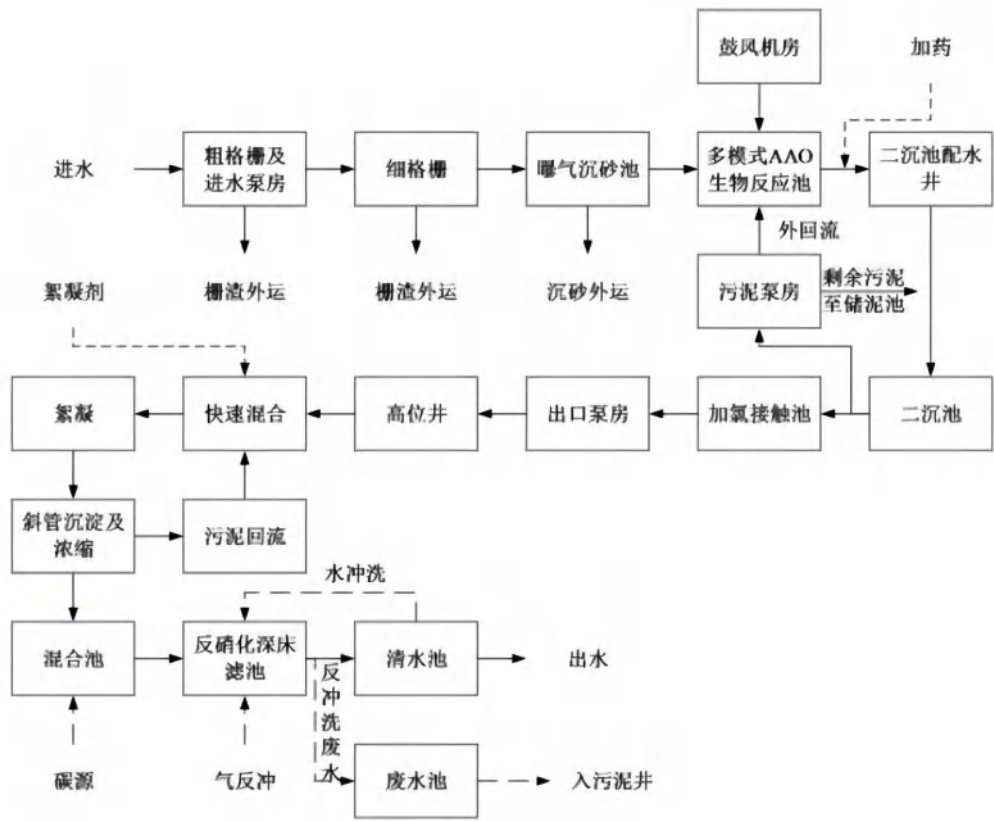 鼓风机房
加药
进水
粗格栅及
进水泵房
细格栅
曝气沉砂池
多模式AAO
生物反应池
二沉池配水
井
外回流
絮凝剂
栅渣外运
栅渣外运
沉砂外运
污泥泵房
剩余污泥
至储泥池
絮凝
快速混合
高位井
出口泵房
加氯接触池
二沉池
斜管沉淀及
浓缩
污泥回流
水冲洗
混合池
反硝化深床
滤池
清水池
出水
反冲洗废水
碳源
气反冲
废水池
入污泥井